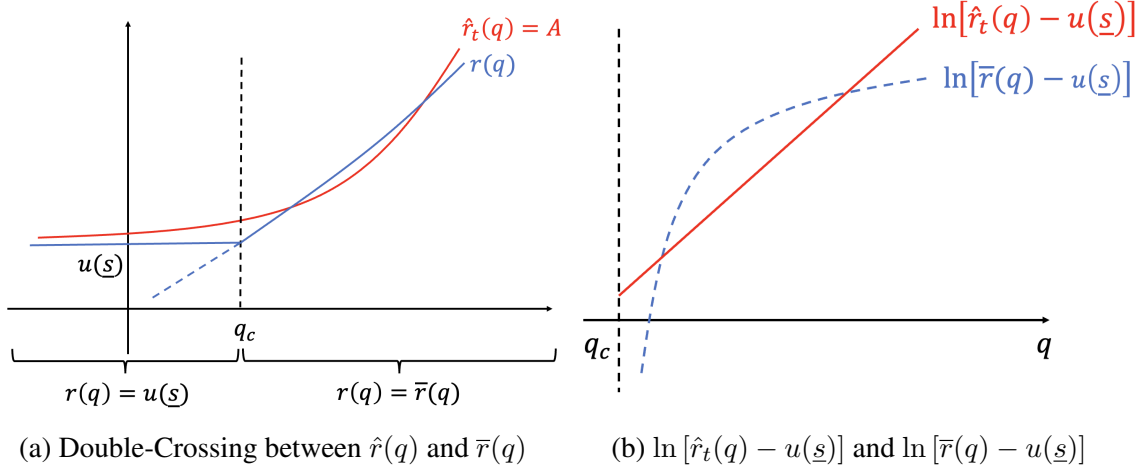 r̂_t(q) = A
r(q)
u(s̲)
q_c
r(q) = u(s̲)
r(q) = r̅(q)
(a) Double-Crossing between r̂(q) and r̅(q)
ln[r̂_t(q) − u(s̲)]
ln[r̅(q) − u(s̲)]
q_c
q
(b) ln [r̂_t(q) − u(s̲)] and ln [r̅(q) − u(s̲)]